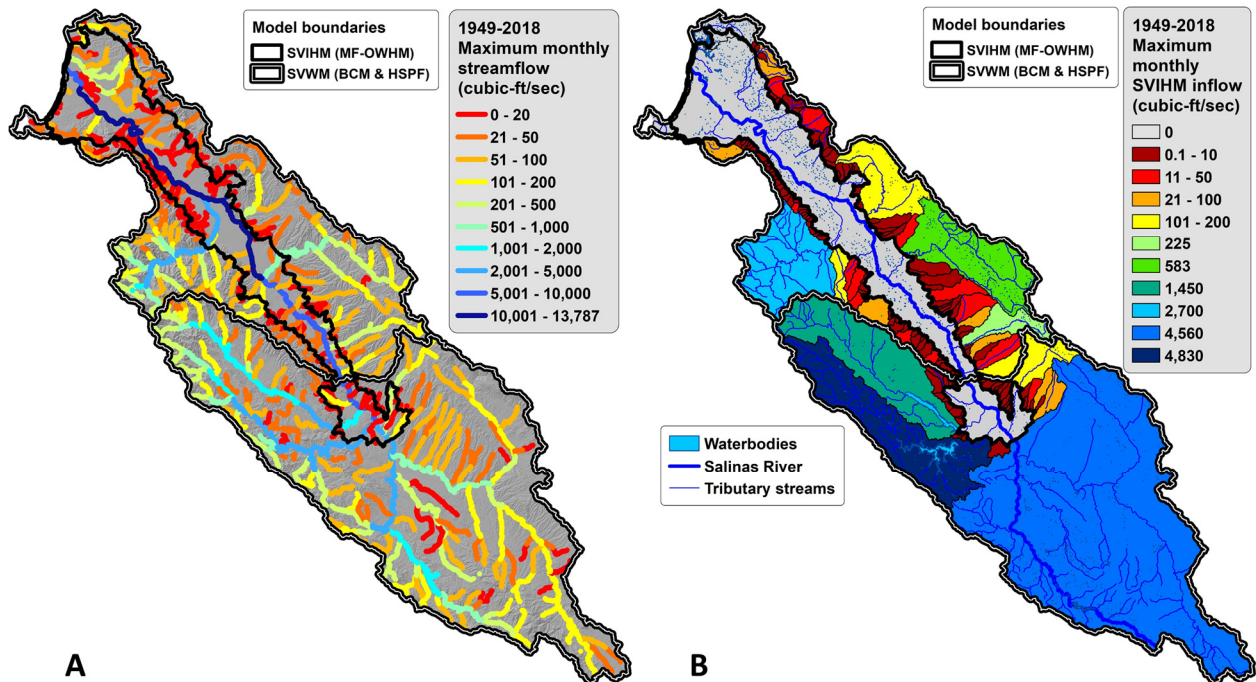 Model boundaries
SVIHM (MF-OWHM)
SVWM (BCM & HSPF)
1949-2018
Maximum monthly
streamflow
(cubic-ft/sec)
0 - 20
21 - 50
51 - 100
101 - 200
201 - 500
501 - 1,000
1,001 - 2,000
2,001 - 5,000
5,001 - 10,000
10,001 - 13,787
A
Model boundaries
SVIHM (MF-OWHM)
SVWM (BCM & HSPF)
1949-2018
Maximum
monthly
SVIHM inflow
(cubic-ft/sec)
0
0.1 - 10
11 - 50
21 - 100
101 - 200
225
583
1,450
2,700
4,560
4,830
Waterbodies
Salinas River
Tributary streams
B